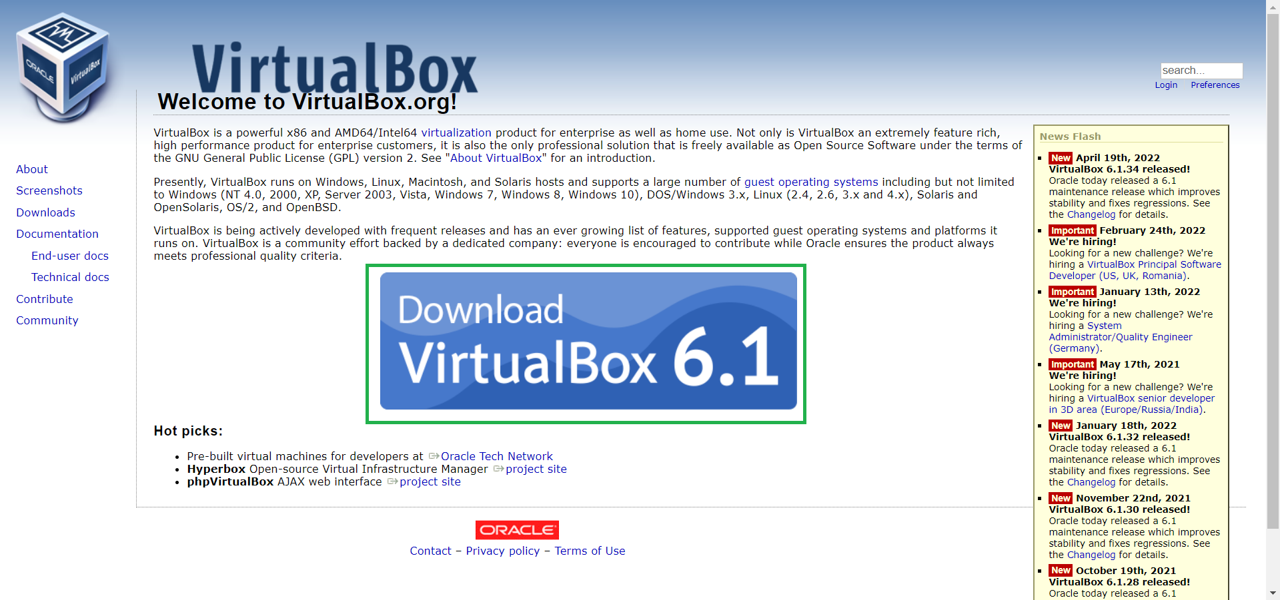 ORACLE
VirtualBox
VirtualBox
search...
Login Preferences
Welcome to VirtualBox.org!
About
Screenshots
Downloads
Documentation
End-user docs
Technical docs
Contribute
Community
VirtualBox is a powerful x86 and AMD64/Intel64 virtualization product for enterprise as well as home use. Not only is VirtualBox an extremely feature rich,
high performance product for enterprise customers, it is also the only professional solution that is freely available as Open Source Software under the terms of
the GNU General Public License (GPL) version 2. See "About VirtualBox" for an introduction.
Presently, VirtualBox runs on Windows, Linux, Macintosh, and Solaris hosts and supports a large number of guest operating systems including but not limited
to Windows (NT 4.0, 2000, XP, Server 2003, Vista, Windows 7, Windows 8, Windows 10), DOS/Windows 3.x, Linux (2.4, 2.6, 3.x and 4.x), Solaris and
OpenSolaris, OS/2, and OpenBSD.
VirtualBox is being actively developed with frequent releases and has an ever growing list of features, supported guest operating systems and platforms it
runs on. VirtualBox is a community effort backed by a dedicated company: everyone is encouraged to contribute while Oracle ensures the product always
meets professional quality criteria.
Download
VirtualBox 6.1
Hot picks:
Pre-built virtual machines for developers at Oracle Tech Network
Hyperbox Open-source Virtual Infrastructure Manager project site
phpVirtualBox AJAX web interface project site
News Flash
New April 19th, 2022
VirtualBox 6.1.34 released!
Oracle today released a 6.1
maintenance release which improves
stability and fixes regressions. See
the Changelog for details.
Important February 24th, 2022
We're hiring!
Looking for a new challenge? We're
hiring a VirtualBox Principal Software
Developer (US, UK, Romania).
Important January 13th, 2022
We're hiring!
Looking for a new challenge? We're
hiring a System
Administrator/Quality Engineer
(Germany).
Important May 17th, 2021
We're hiring!
Looking for a new challenge? We're
hiring a VirtualBox senior developer
in 3D area (Europe/Russia/India).
New January 18th, 2022
VirtualBox 6.1.32 released!
Oracle today released a 6.1
maintenance release which improves
stability and fixes regressions. See
the Changelog for details.
New November 22nd, 2021
VirtualBox 6.1.30 released!
Oracle today released a 6.1
maintenance release which improves
stability and fixes regressions. See
the Changelog for details.
New October 19th, 2021
VirtualBox 6.1.28 released!
Oracle today released a 6.1
ORACLE
Contact – Privacy policy – Terms of Use